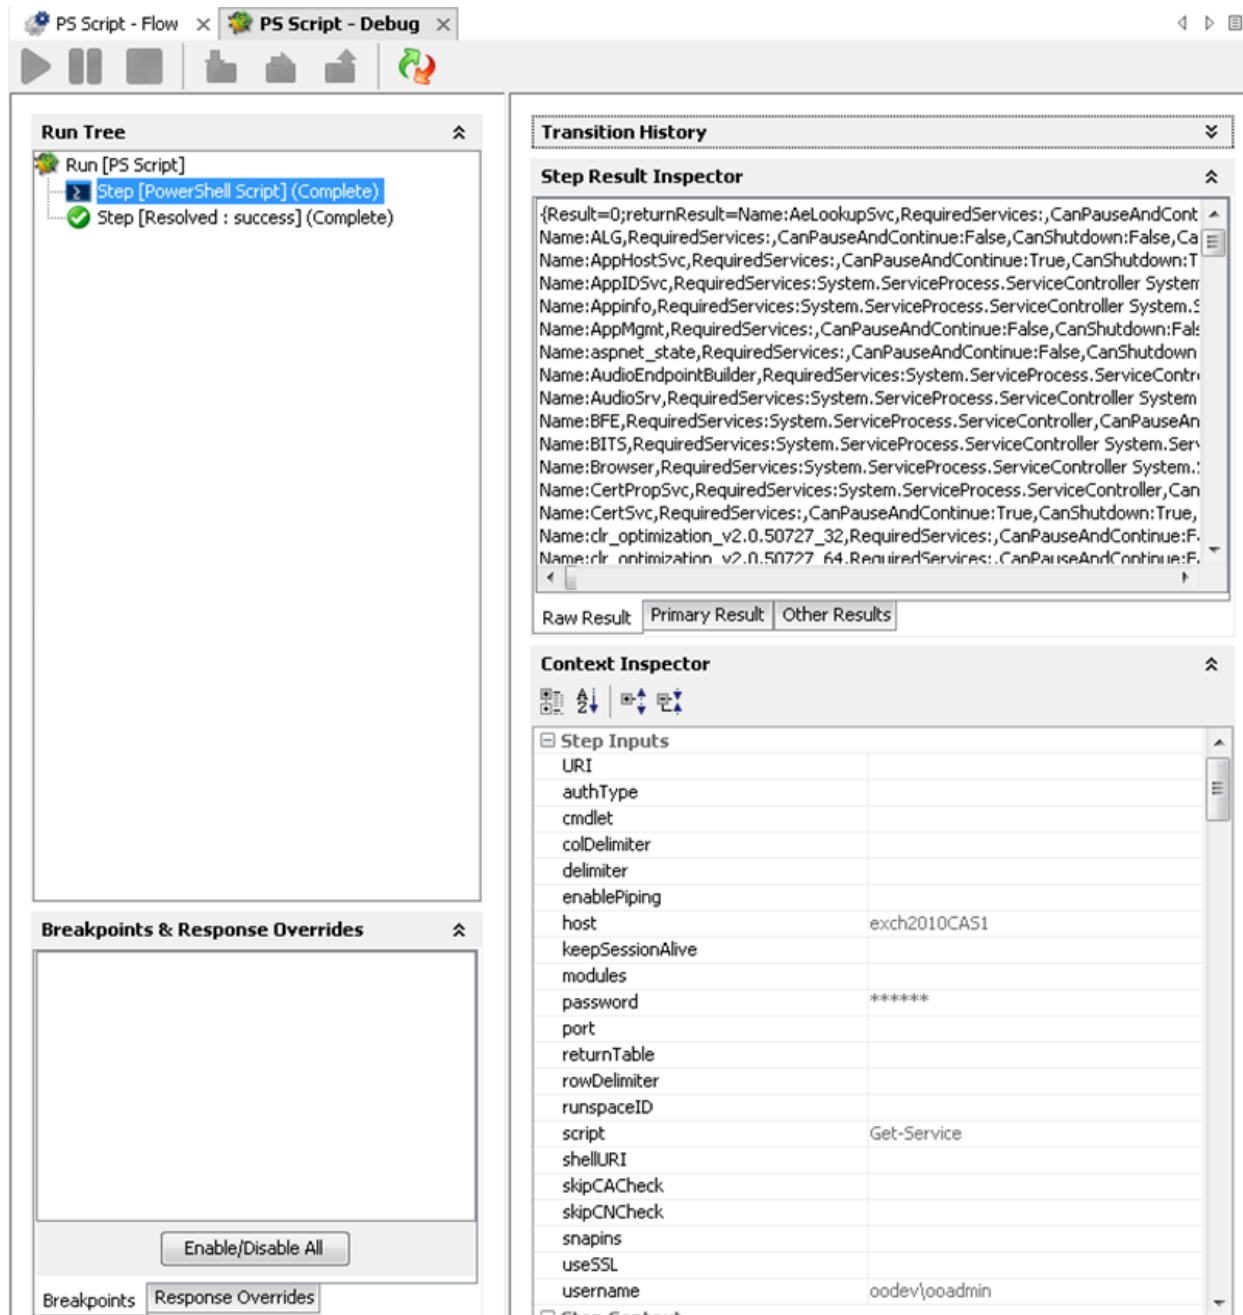 PS Script - Flow
PS Script - Debug
Run Tree
Run [PS Script]
Step [PowerShell Script] (Complete)
Step [Resolved : success] (Complete)
Breakpoints & Response Overrides
Enable/Disable All
Breakpoints
Response Overrides
Transition History
Step Result Inspector
{Result=0;returnResult=Name:AeLookupSvc,RequiredServices:,CanPauseAndCont
Name:ALG,RequiredServices:,CanPauseAndContinue:False,CanShutdown:False,Ca
Name:AppHostSvc,RequiredServices:,CanPauseAndContinue:True,CanShutdown:T
Name:AppIDSvc,RequiredServices:System.ServiceProcess.ServiceController System
Name:Appinfo,RequiredServices:System.ServiceProcess.ServiceController System.S
Name:AppMgmt,RequiredServices:,CanPauseAndContinue:False,CanShutdown:Fals
Name:aspnet_state,RequiredServices:,CanPauseAndContinue:False,CanShutdown
Name:AudioEndpointBuilder,RequiredServices:System.ServiceProcess.ServiceContr
Name:AudioSrv,RequiredServices:System.ServiceProcess.ServiceController System
Name:BFE,RequiredServices:System.ServiceProcess.ServiceController,CanPauseAn
Name:BITS,RequiredServices:System.ServiceProcess.ServiceController System.Serv
Name:Browser,RequiredServices:System.ServiceProcess.ServiceController System.
Name:CertPropSvc,RequiredServices:System.ServiceProcess.ServiceController,Can
Name:CertSvc,RequiredServices:,CanPauseAndContinue:True,CanShutdown:True,
Name:clr_optimization_v2.0.50727_32,RequiredServices:,CanPauseAndContinue:F
Name:clr_optimization_v2.0.50727_64,RequiredServices:,CanPauseAndContinue:F
Raw Result
Primary Result
Other Results
Context Inspector
Step Inputs
URI
authType
cmdlet
colDelimiter
delimiter
enablePiping
host exch2010CAS1
keepSessionAlive
modules
password ******
port
returnTable
rowDelimiter
runspaceID
script Get-Service
shellURI
skipCACheck
skipCNCheck
snapins
useSSL
username oodev\ooadmin